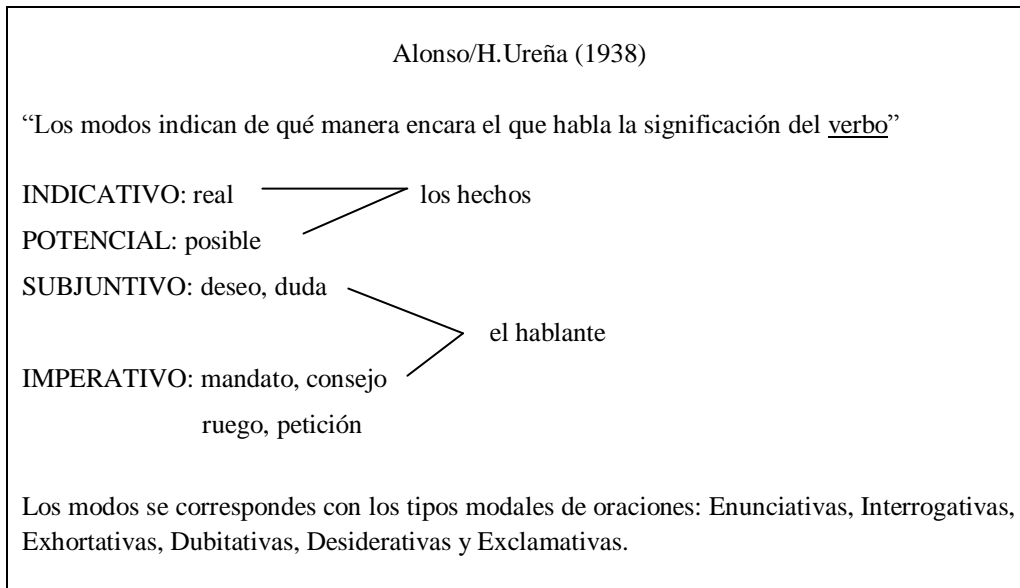 Alonso/H.Ureña (1938)
“Los modos indican de qué manera encara el que habla la significación del verbo”
INDICATIVO: real los hechos
POTENCIAL: posible
SUBJUNTIVO: deseo, duda
el hablante
IMPERATIVO: mandato, consejo
ruego, petición
Los modos se correspondes con los tipos modales de oraciones: Enunciativas, Interrogativas,
Exhortativas, Dubitativas, Desiderativas y Exclamativas.